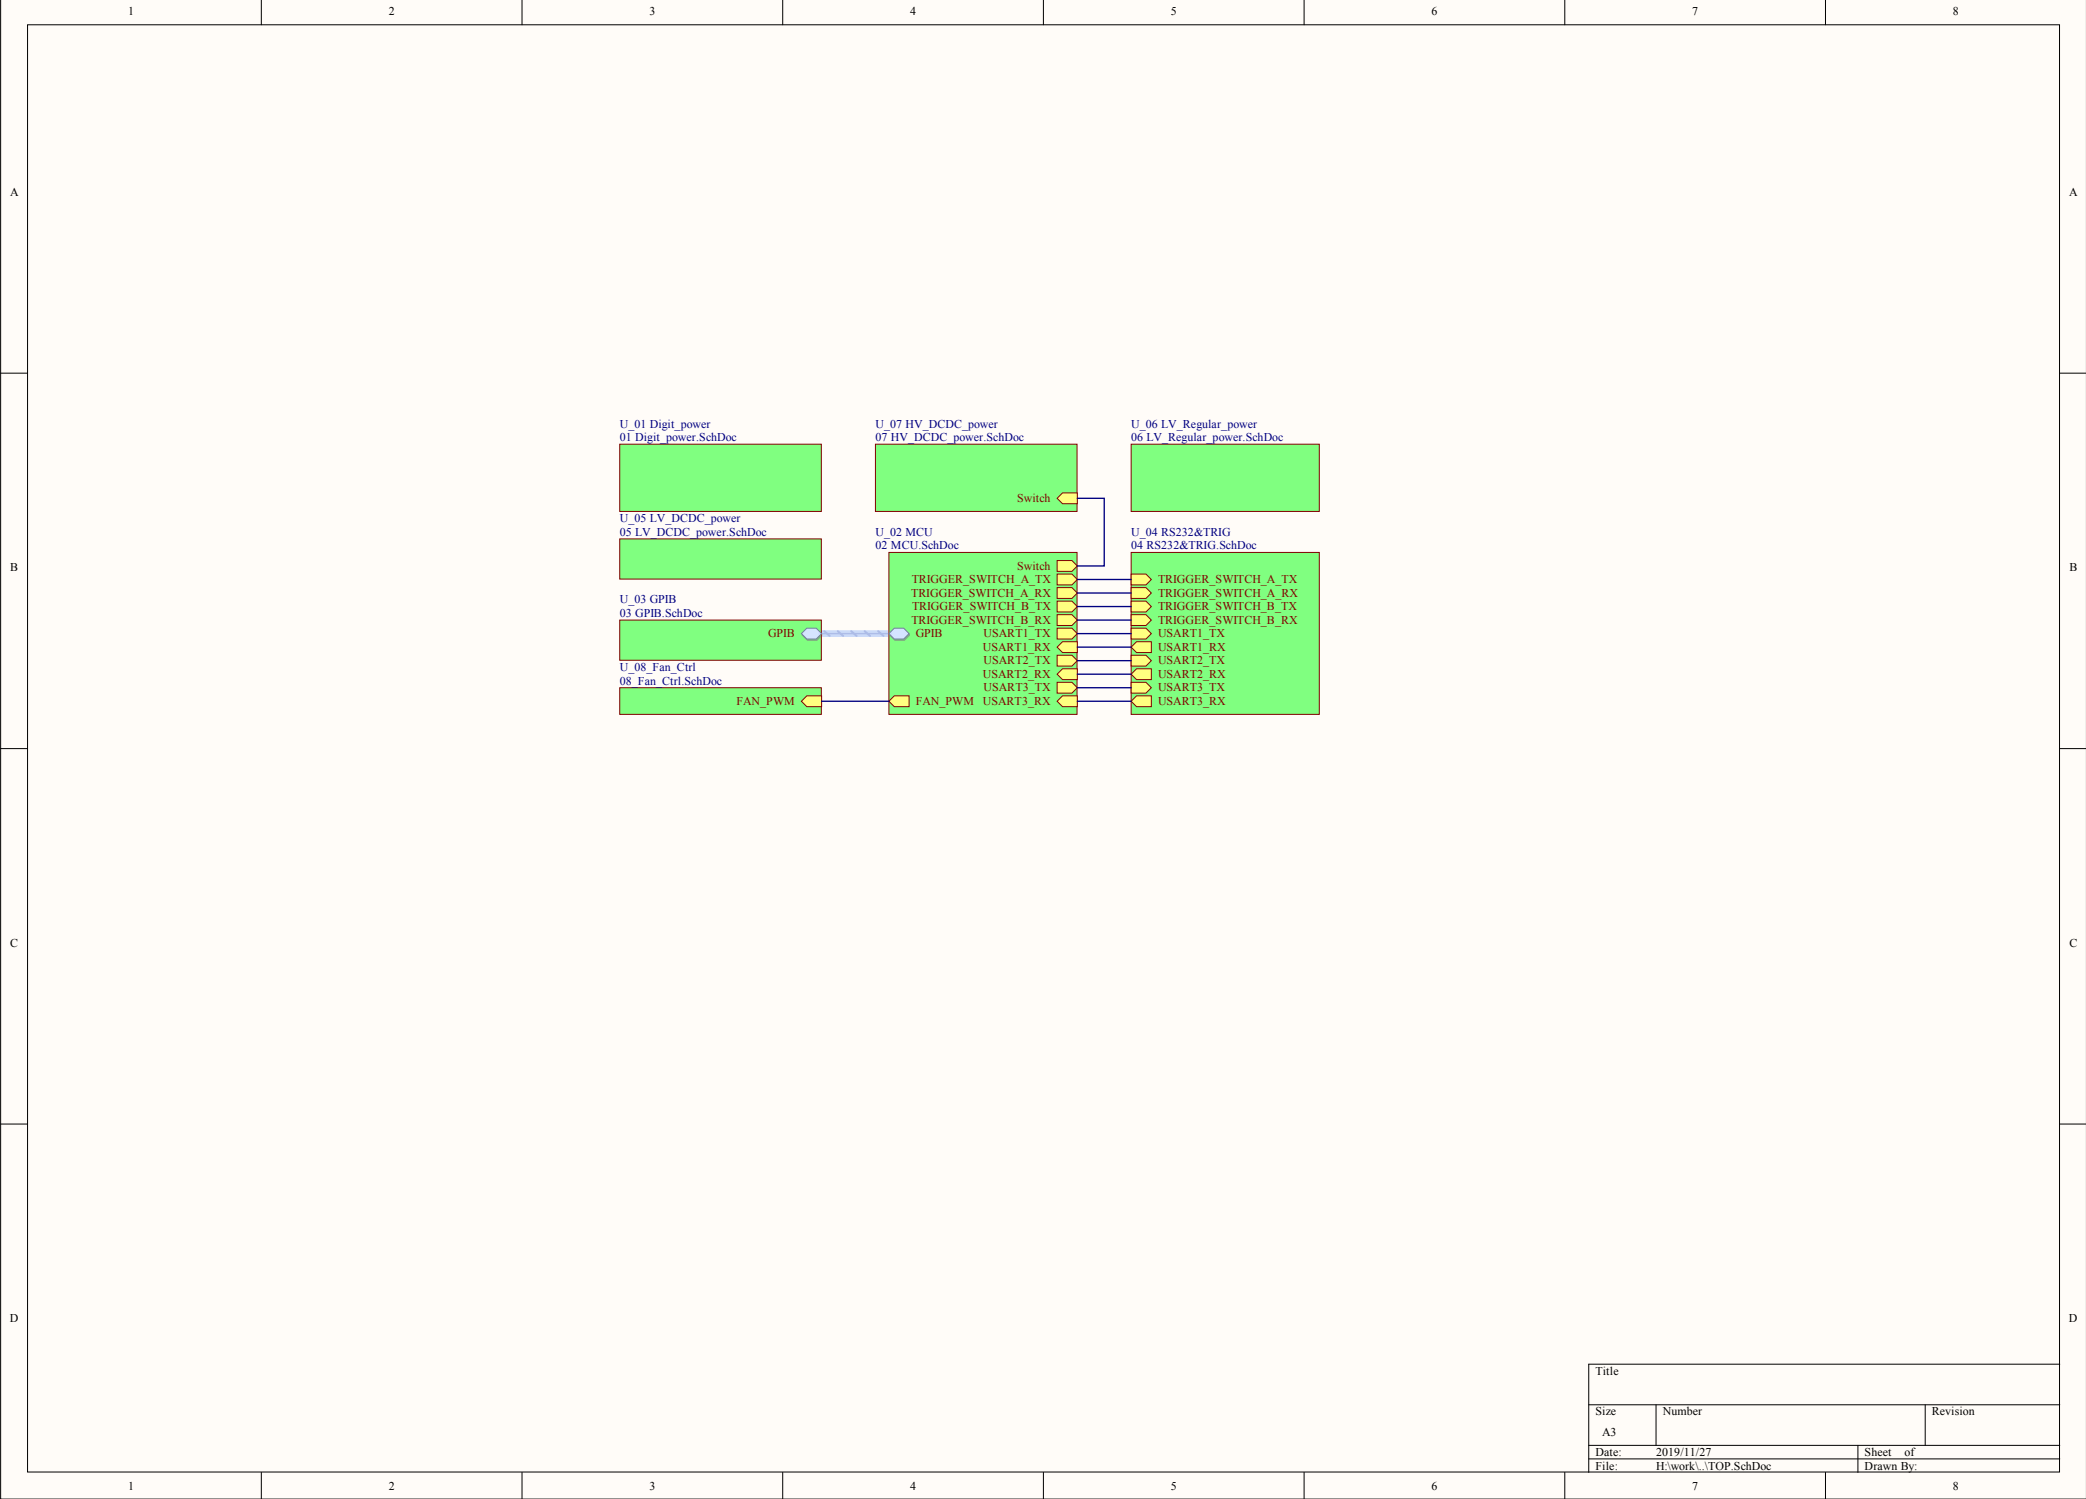 1 2 3 4 5 6 7 8
A A
U_01 Digit_power
01 Digit_power.SchDoc
U_07 HV_DCDC_power
07 HV_DCDC_power.SchDoc
Switch
U_06 LV_Regular_power
06 LV_Regular_power.SchDoc
U_05 LV_DCDC_power
05 LV_DCDC_power.SchDoc
B B
U_03 GPIB
03 GPIB.SchDoc
GPIB
U_08_Fan_Ctrl
08_Fan_Ctrl.SchDoc
FAN_PWM
U_02 MCU
02 MCU.SchDoc
Switch
TRIGGER_SWITCH_A_TX
TRIGGER_SWITCH_A_RX
TRIGGER_SWITCH_B_TX
TRIGGER_SWITCH_B_RX
GPIB USART1_TX
USART1_RX
USART2_TX
USART2_RX
USART3_TX
FAN_PWM USART3_RX
U_04 RS232&TRIG
04 RS232&TRIG.SchDoc
TRIGGER_SWITCH_A_TX
TRIGGER_SWITCH_A_RX
TRIGGER_SWITCH_B_TX
TRIGGER_SWITCH_B_RX
USART1_TX
USART1_RX
USART2_TX
USART2_RX
USART3_TX
USART3_RX
C C
D D
Title
Size Number Revision
A3
Date: 2019/11/27 Sheet of
File: H:\work\..\TOP.SchDoc Drawn By:
1 2 3 4 5 6 7 8